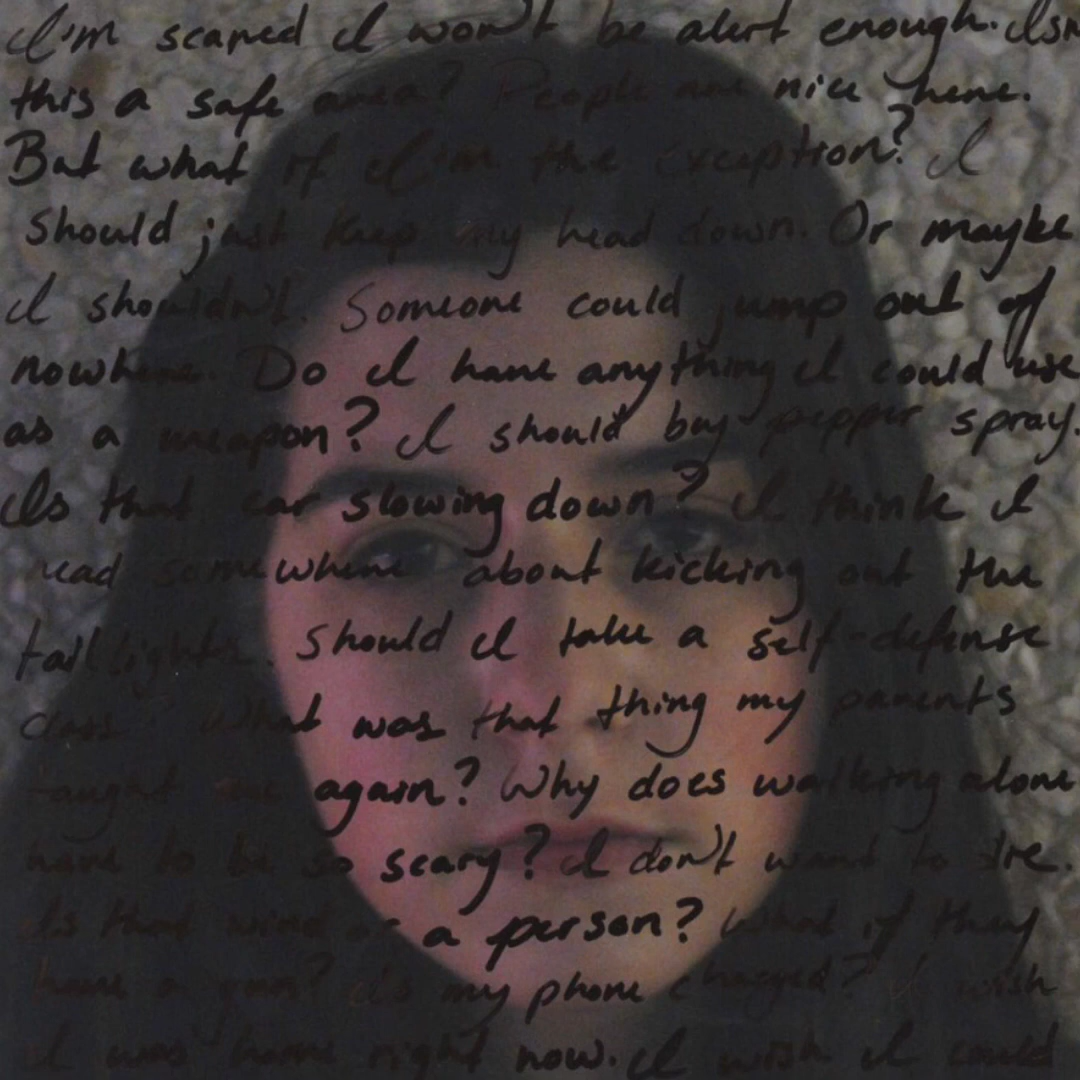 I'm scared I won't be alert enough. Isn
this a safe area? People are nice here.
But what if I'm the exception? I
should just keep my head down. Or maybe
I shouldn't. Someone could jump out of
nowhere. Do I have anything I could use
as a weapon? I should buy pepper spray.
Is that car slowing down? I think I
read somewhere about kicking out the
taillights. Should I take a self-defense
class? What was that thing my parents
taught me again? Why does walking alone
have to be so scary? I don't want to die.
Is that wind or a person? What if they
have a gun? Is my phone charged? I wish
I was home right now. I wish I could